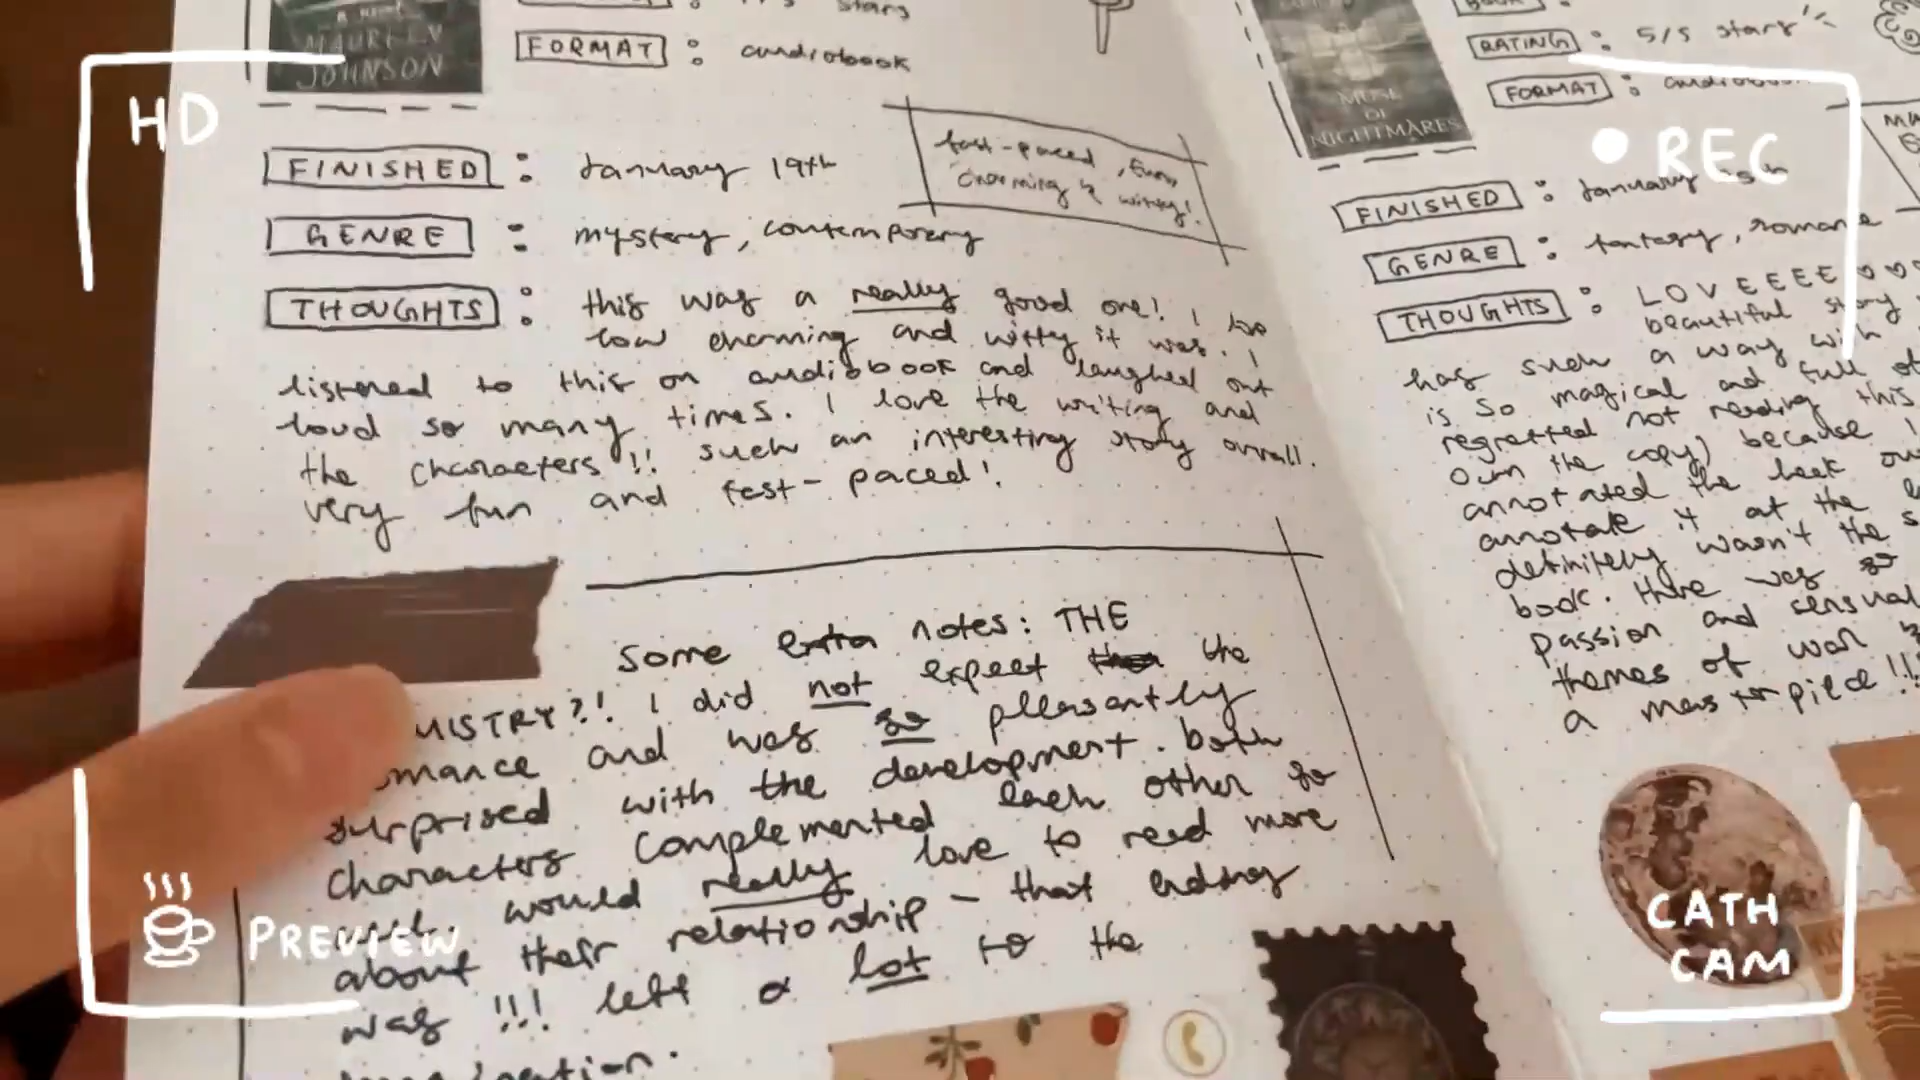 HD
REC
PREVIEW
CATH
CAM
MAUREEN
JOHNSON
stars
FORMAT : audiobook
FINISHED : January 19th
fast-paced, fun,
charming & witty!
GENRE : mystery, contemporary
THOUGHTS : this was a really good one! I
how charming and witty it was. I
listened to this on audiobook and laughed out
loud so many times. I love the writing and
the characters!! such an interesting story overall.
very fun and fast-paced!
Some extra notes: THE
MISTRY?! I did not expect the
mance and was so pleasantly
surprised with the development. both
characters complemented each other so
would really love to read more
about their relationship - that ending
was!!! left a lot to the
MUSE
OF
NIGHTMARES
RATING : 5/5 stars
FORMAT :
FINISHED : January
GENRE : fantasy, romance
THOUGHTS : LOVEEEE
beautiful story
has such a way with
is so magical and full of
regretted not reading this
own the copy) because I
annotated the heck
annotate it at the
definitely wasn't the
book. there was so
passion and
themes of war
a masterpiece!!